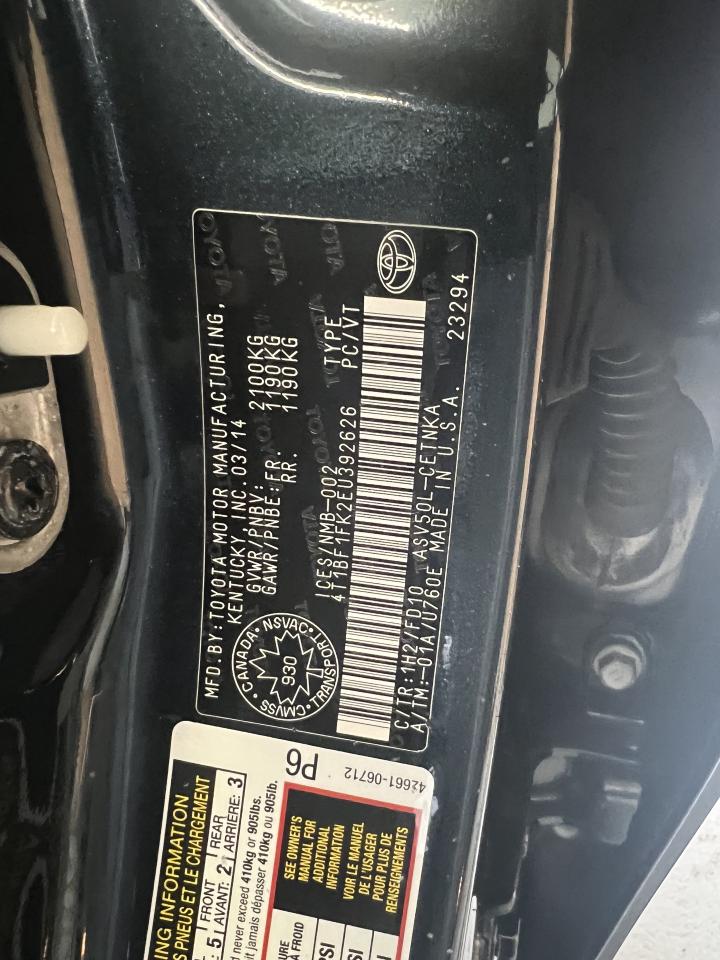 MFD.BY:TOYOTA MOTOR MANUFACTURING,
KENTUCKY INC.03/14
GVWR/PNBV: 2100KG
GAWR/PNBE:FR. 1190KG
RR. 1190KG
CANADA · NSVAC · TRANSPORT · CMVSS
930
ICES/NMB-002 TYPE
4T1BF1FK2EU392626 PC/VT
C/TR:1H2/FD10 ASV50L-CETNKA
A/TM:-01A/U760E MADE IN U.S.A. 23294
P6
42661-06712
ING INFORMATION
PNEUS ET LE CHARGEMENT
5 FRONT 2 REAR 3
AVANT: ARRIÈRE:
never exceed 410kg or 905lbs.
it jamais dépasser 410kg ou 905lb.
SEE OWNER'S
MANUAL FOR
ADDITIONAL
INFORMATION
VOIR LE MANUEL
DE L'USAGER
POUR PLUS DE
RENSEIGNEMENTS
À FROID
PSI